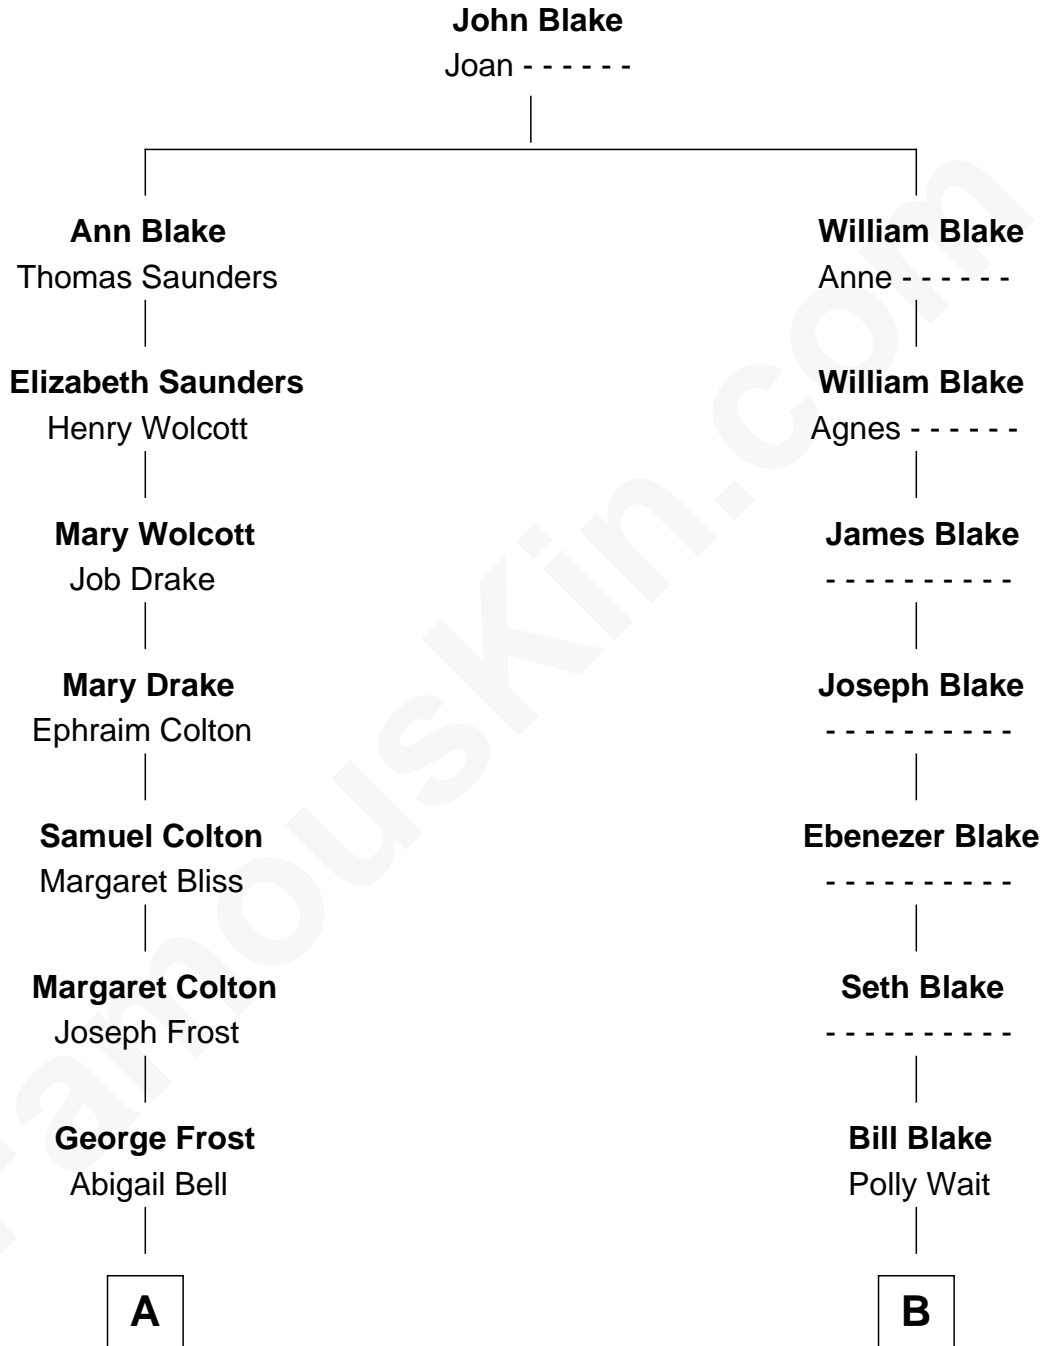 John Blake
Joan - - - - - -
Ann Blake
Thomas Saunders
William Blake
Anne - - - - - -
Elizabeth Saunders
Henry Wolcott
William Blake
Agnes - - - - - -
Mary Wolcott
Job Drake
James Blake
- - - - - - - - - -
Mary Drake
Ephraim Colton
Joseph Blake
- - - - - - - - - -
Samuel Colton
Margaret Bliss
Ebenezer Blake
- - - - - - - - - -
Margaret Colton
Joseph Frost
Seth Blake
- - - - - - - - - -
George Frost
Abigail Bell
Bill Blake
Polly Wait
A
B
FamousKin.com